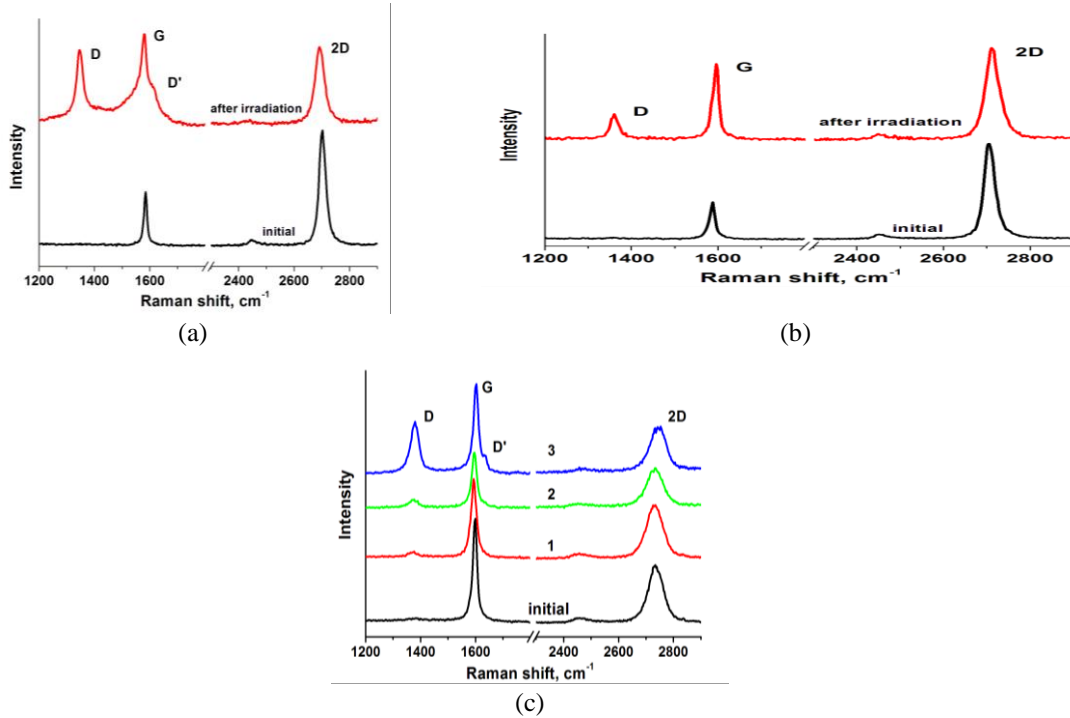 G
D
D'
2D
after irradiation
initial
Intensity
1200 1600 2400 2800
Raman shift, cm-1
(a)
2D
G
D
after irradiation
initial
Intensity
1200 1400 1600 2400 2600 2800
Raman shift, cm-1
(b)
G
D
D'
2D
3
2
1
initial
Intensity
1200 1400 1600 2400 2600 2800
Raman shift, cm-1
(c)